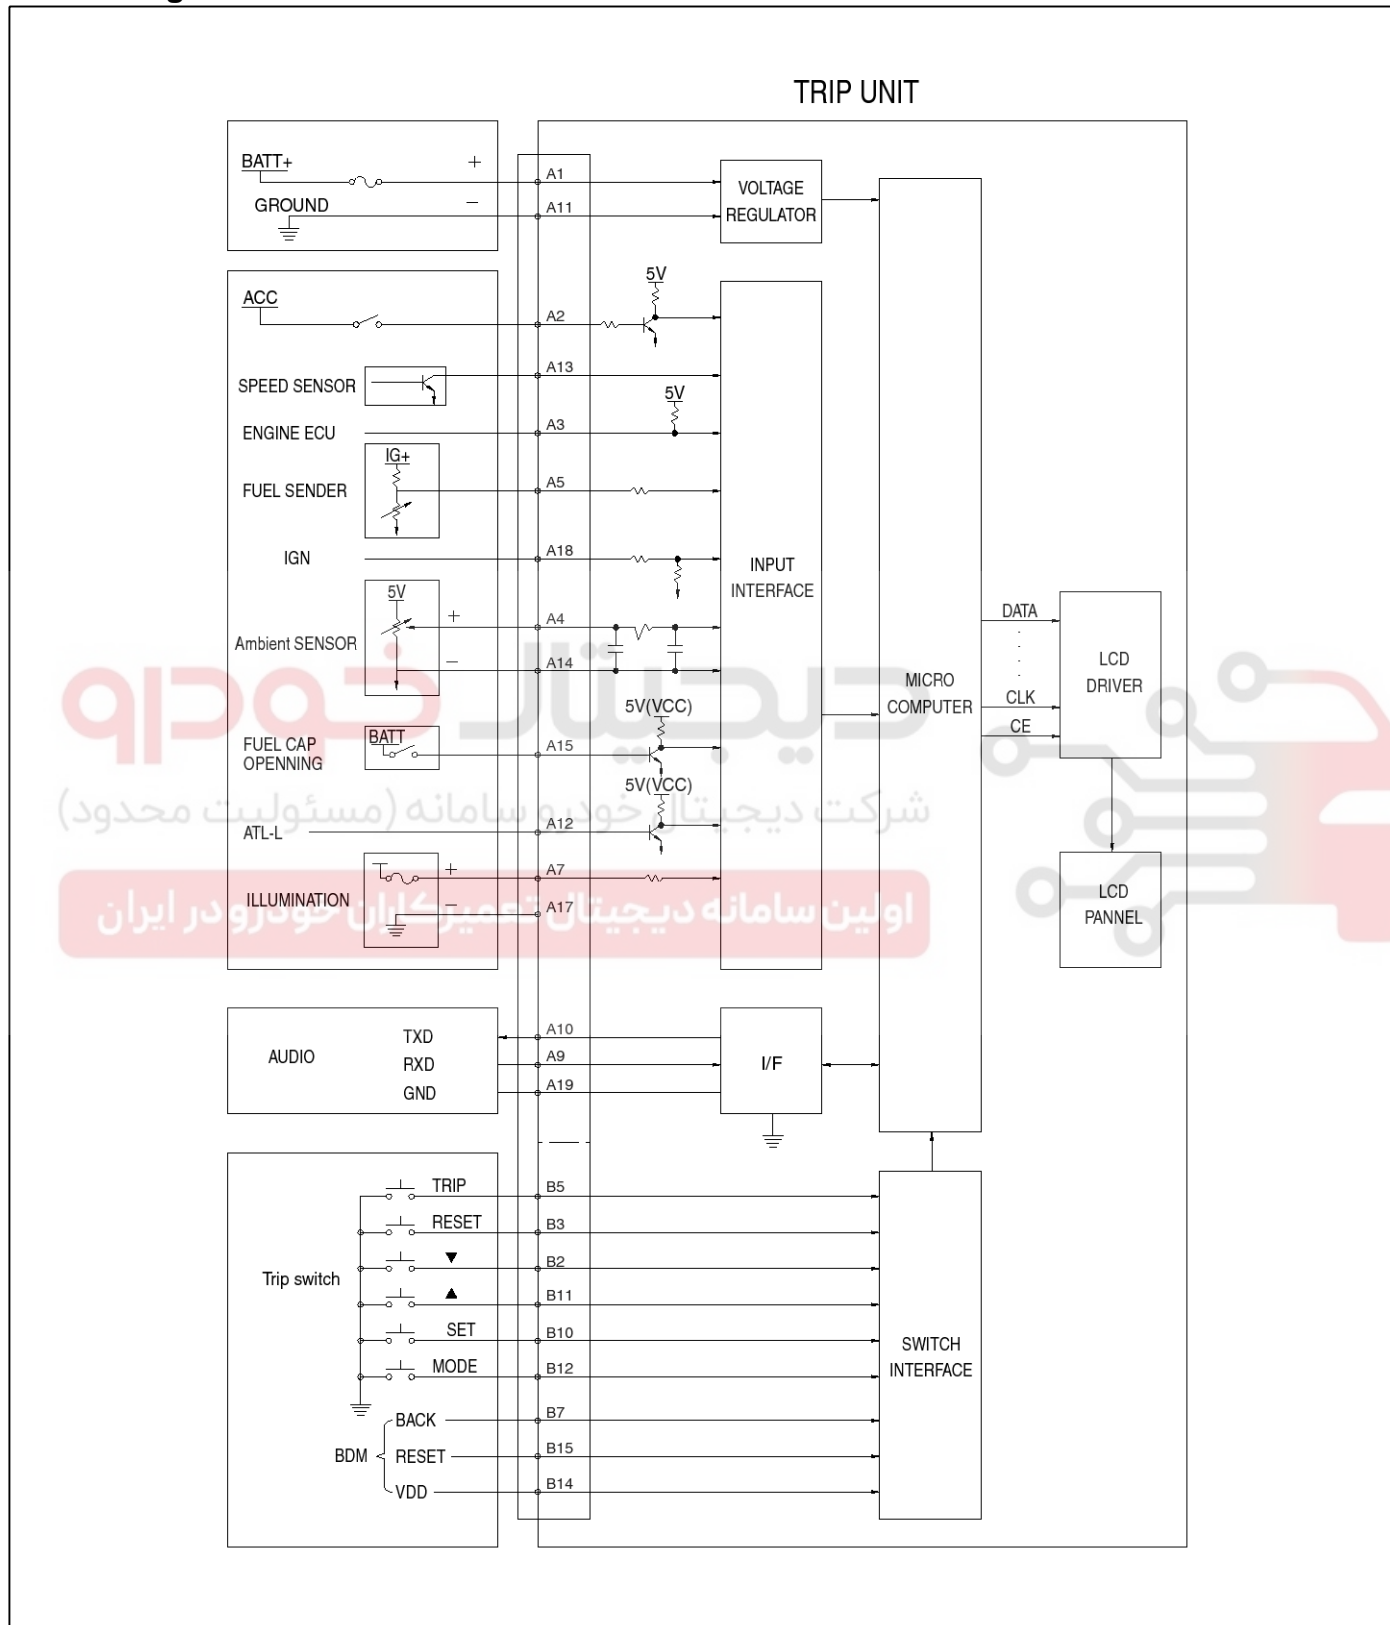 TRIP UNIT
BATT+
+
A1
VOLTAGE
REGULATOR
GROUND
−
A11
5V
ACC
A2
SPEED SENSOR
A13
5V
ENGINE ECU
A3
IG+
FUEL SENDER
A5
IGN
A18
INPUT
INTERFACE
5V
+
A4
Ambient SENSOR
−
A14
DATA
LCD
DRIVER
MICRO
COMPUTER
CLK
CE
دیجیتال خودرو
5V(VCC)
FUEL CAP
OPENNING
BATT
A15
5V(VCC)
شرکت دیجیتال خودرو سامانه (مسئولیت محدود)
ATL-L
A12
ILLUMINATION
+
A7
−
A17
LCD
PANNEL
اولین سامانه دیجیتال تعمیرکاران خودرو در ایران
AUDIO
TXD
A10
RXD
A9
GND
A19
I/F
Trip switch
TRIP
B5
RESET
B3
▼
B2
▲
B11
SET
B10
MODE
B12
SWITCH
INTERFACE
BDM
BACK
B7
RESET
B15
VDD
B14